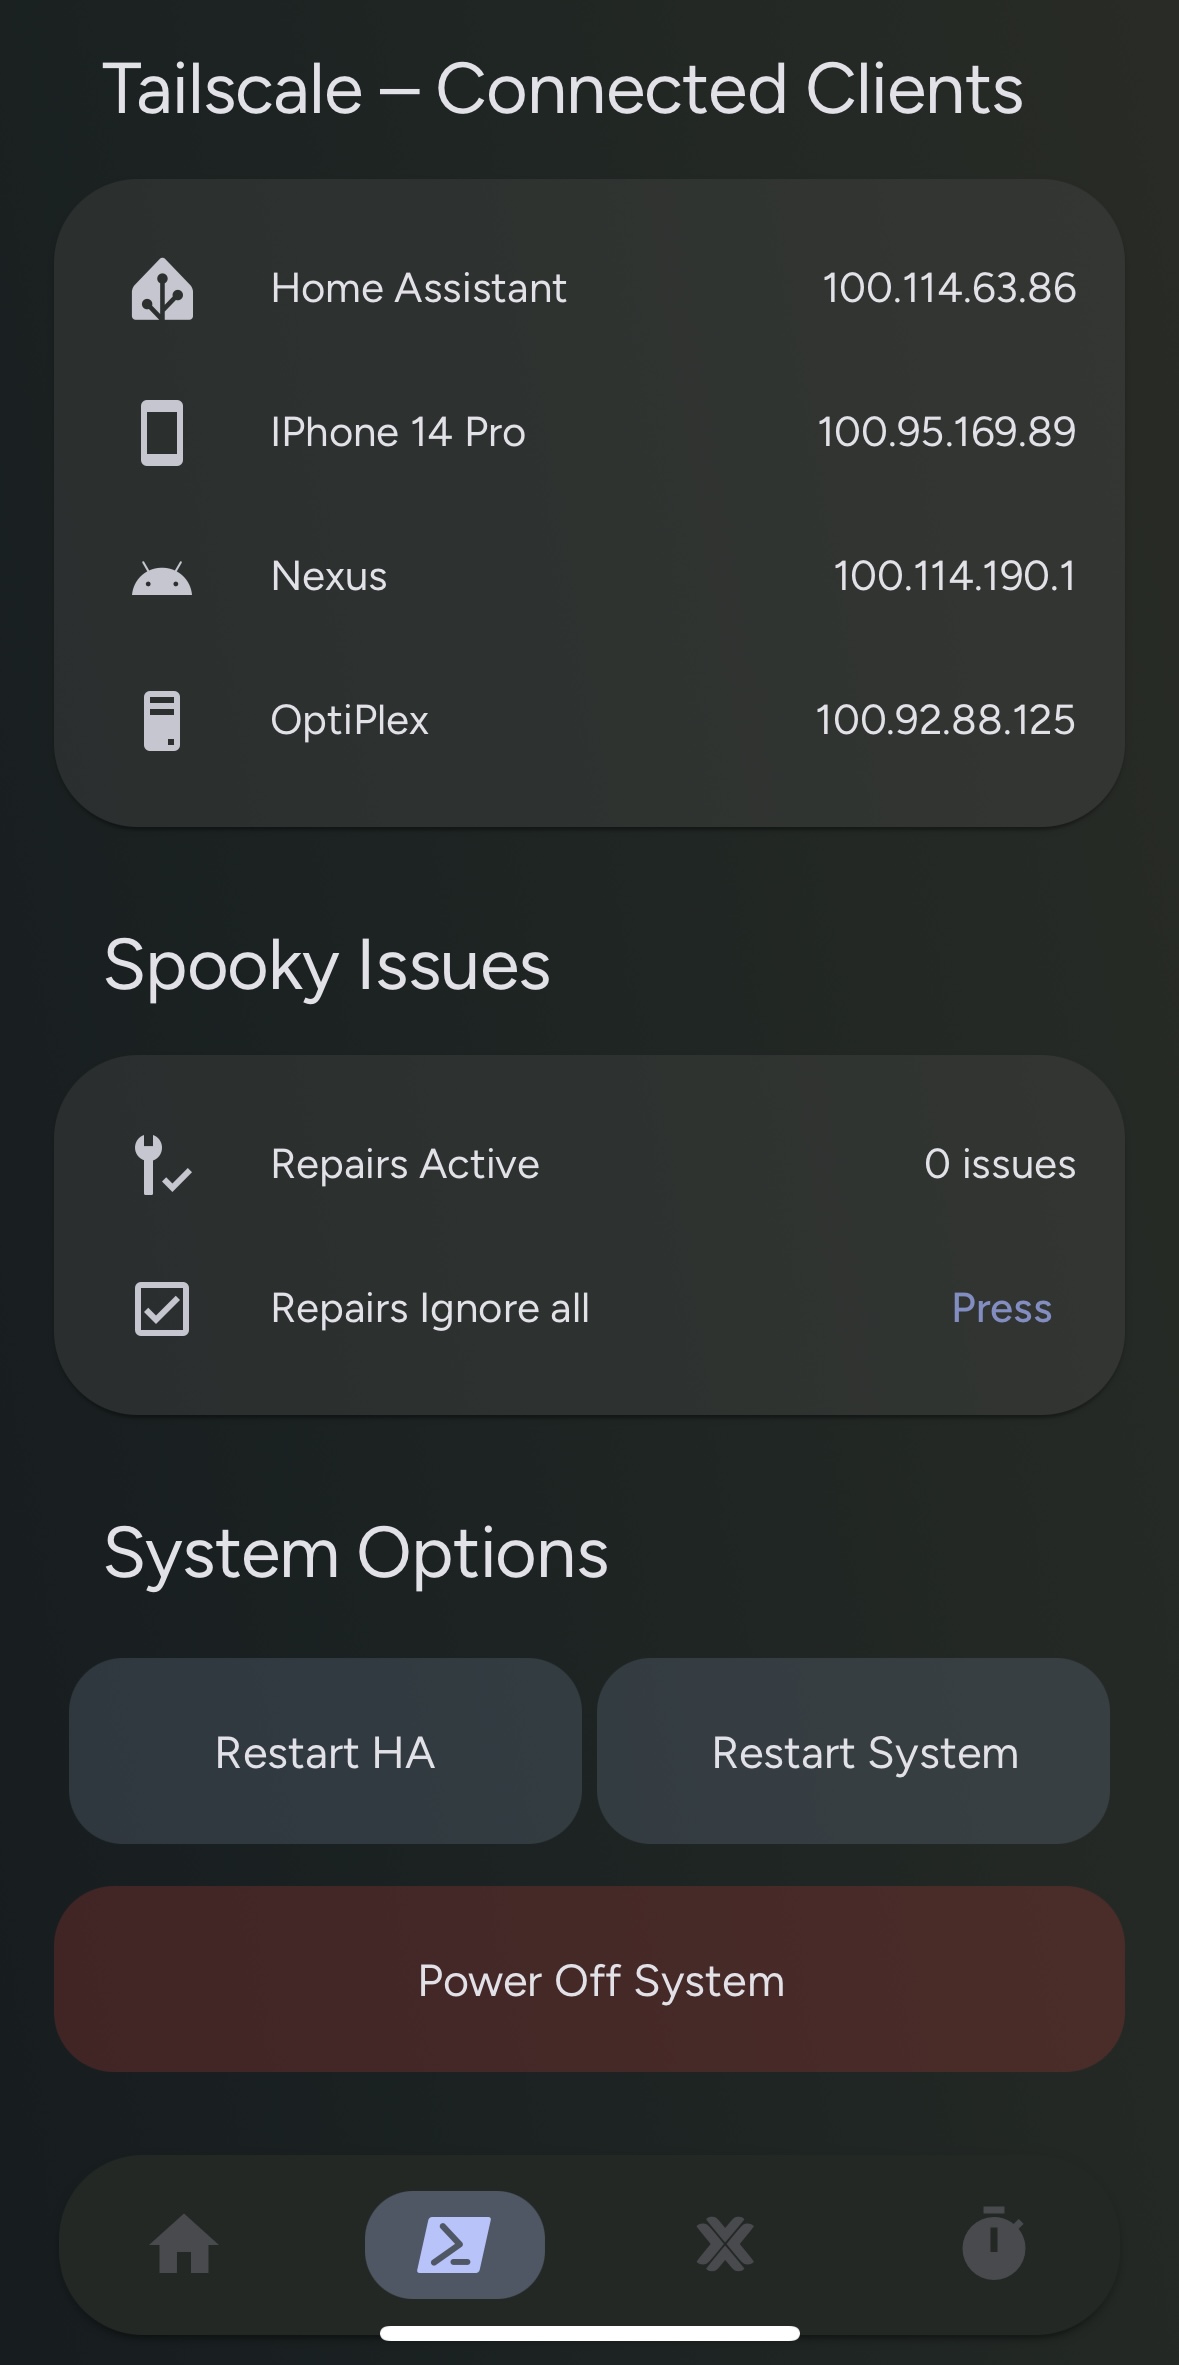 Tailscale – Connected Clients
Home Assistant 100.114.63.86
IPhone 14 Pro 100.95.169.89
Nexus 100.114.190.1
OptiPlex 100.92.88.125
Spooky Issues
Repairs Active 0 issues
Repairs Ignore all Press
System Options
Restart HA Restart System
Power Off System